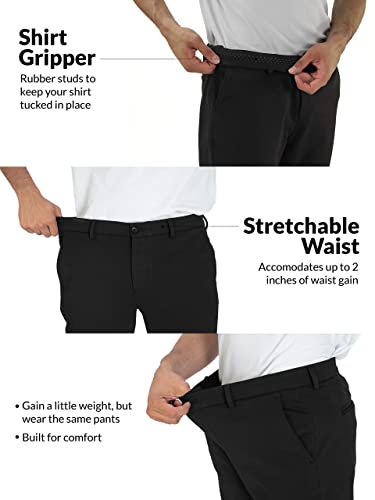 Shirt
Gripper
Rubber studs to
keep your shirt
tucked in place
Stretchable
Waist
Accomodates up to 2
inches of waist gain
• Gain a little weight, but
wear the same pants
• Built for comfort